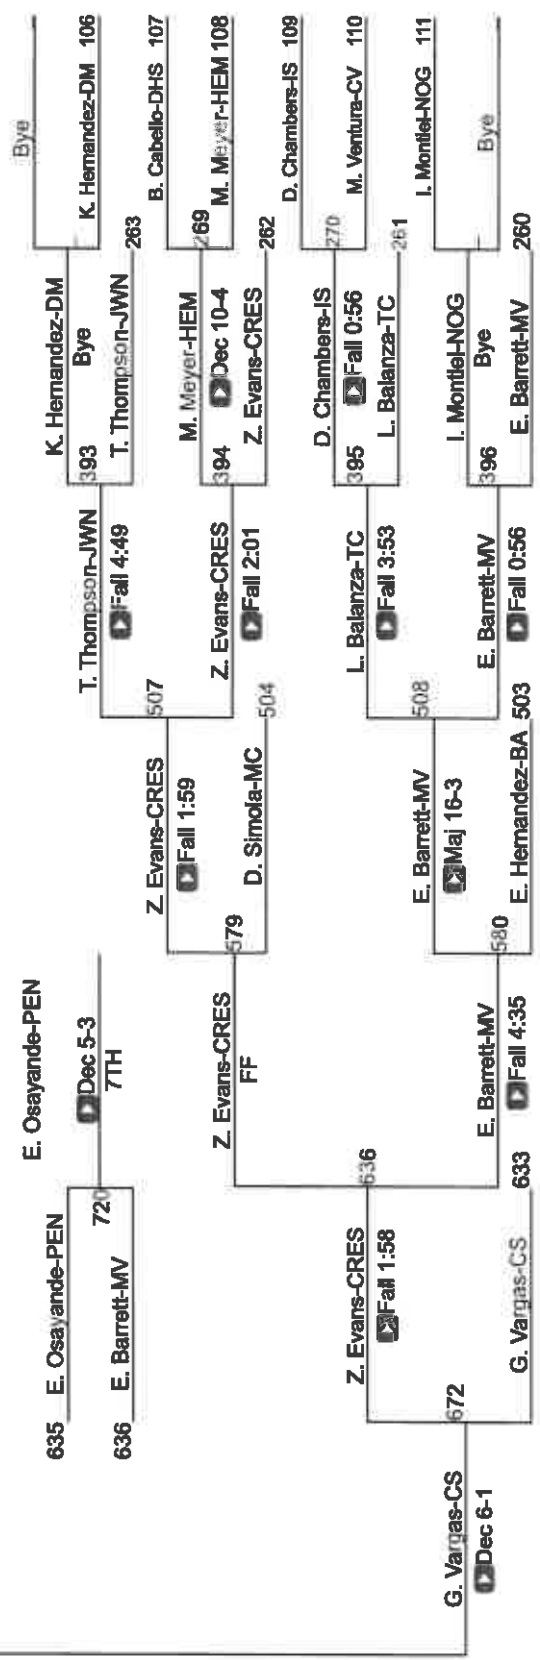 Bye
K. Hernandez-DM 106
B. Cabello-DHS 107
269
M. Meyer-HEM 108
D. Chambers-IS 109
270
M. Ventura-CV 110
I. Montiel-NOG 111
Bye
K. Hernandez-DM
Bye
393
T. Thompson-JWN 263
M. Meyer-HEM
Dec 10-4
394
Z. Evans-CRES 262
D. Chambers-IS
Fall 0:56
395
L. Balanza-TC 261
I. Montiel-NOG
Bye
396
E. Barrett-MV 260
T. Thompson-JWN
Fall 4:49
507
Z. Evans-CRES
Fall 2:01
L. Balanza-TC
Fall 3:53
508
E. Barrett-MV
Fall 0:56
Z. Evans-CRES
Fall 1:59
579
D. Simola-MC 504
E. Barrett-MV
Maj 16-3
580
E. Hernandez-BA 503
Z. Evans-CRES
FF
636
E. Barrett-MV
Fall 4:35
Z. Evans-CRES
Fall 1:58
672
G. Vargas-CS 633
G. Vargas-CS
Dec 6-1
635 E. Osayande-PEN
720
636 E. Barrett-MV
E. Osayande-PEN
Dec 5-3
7TH